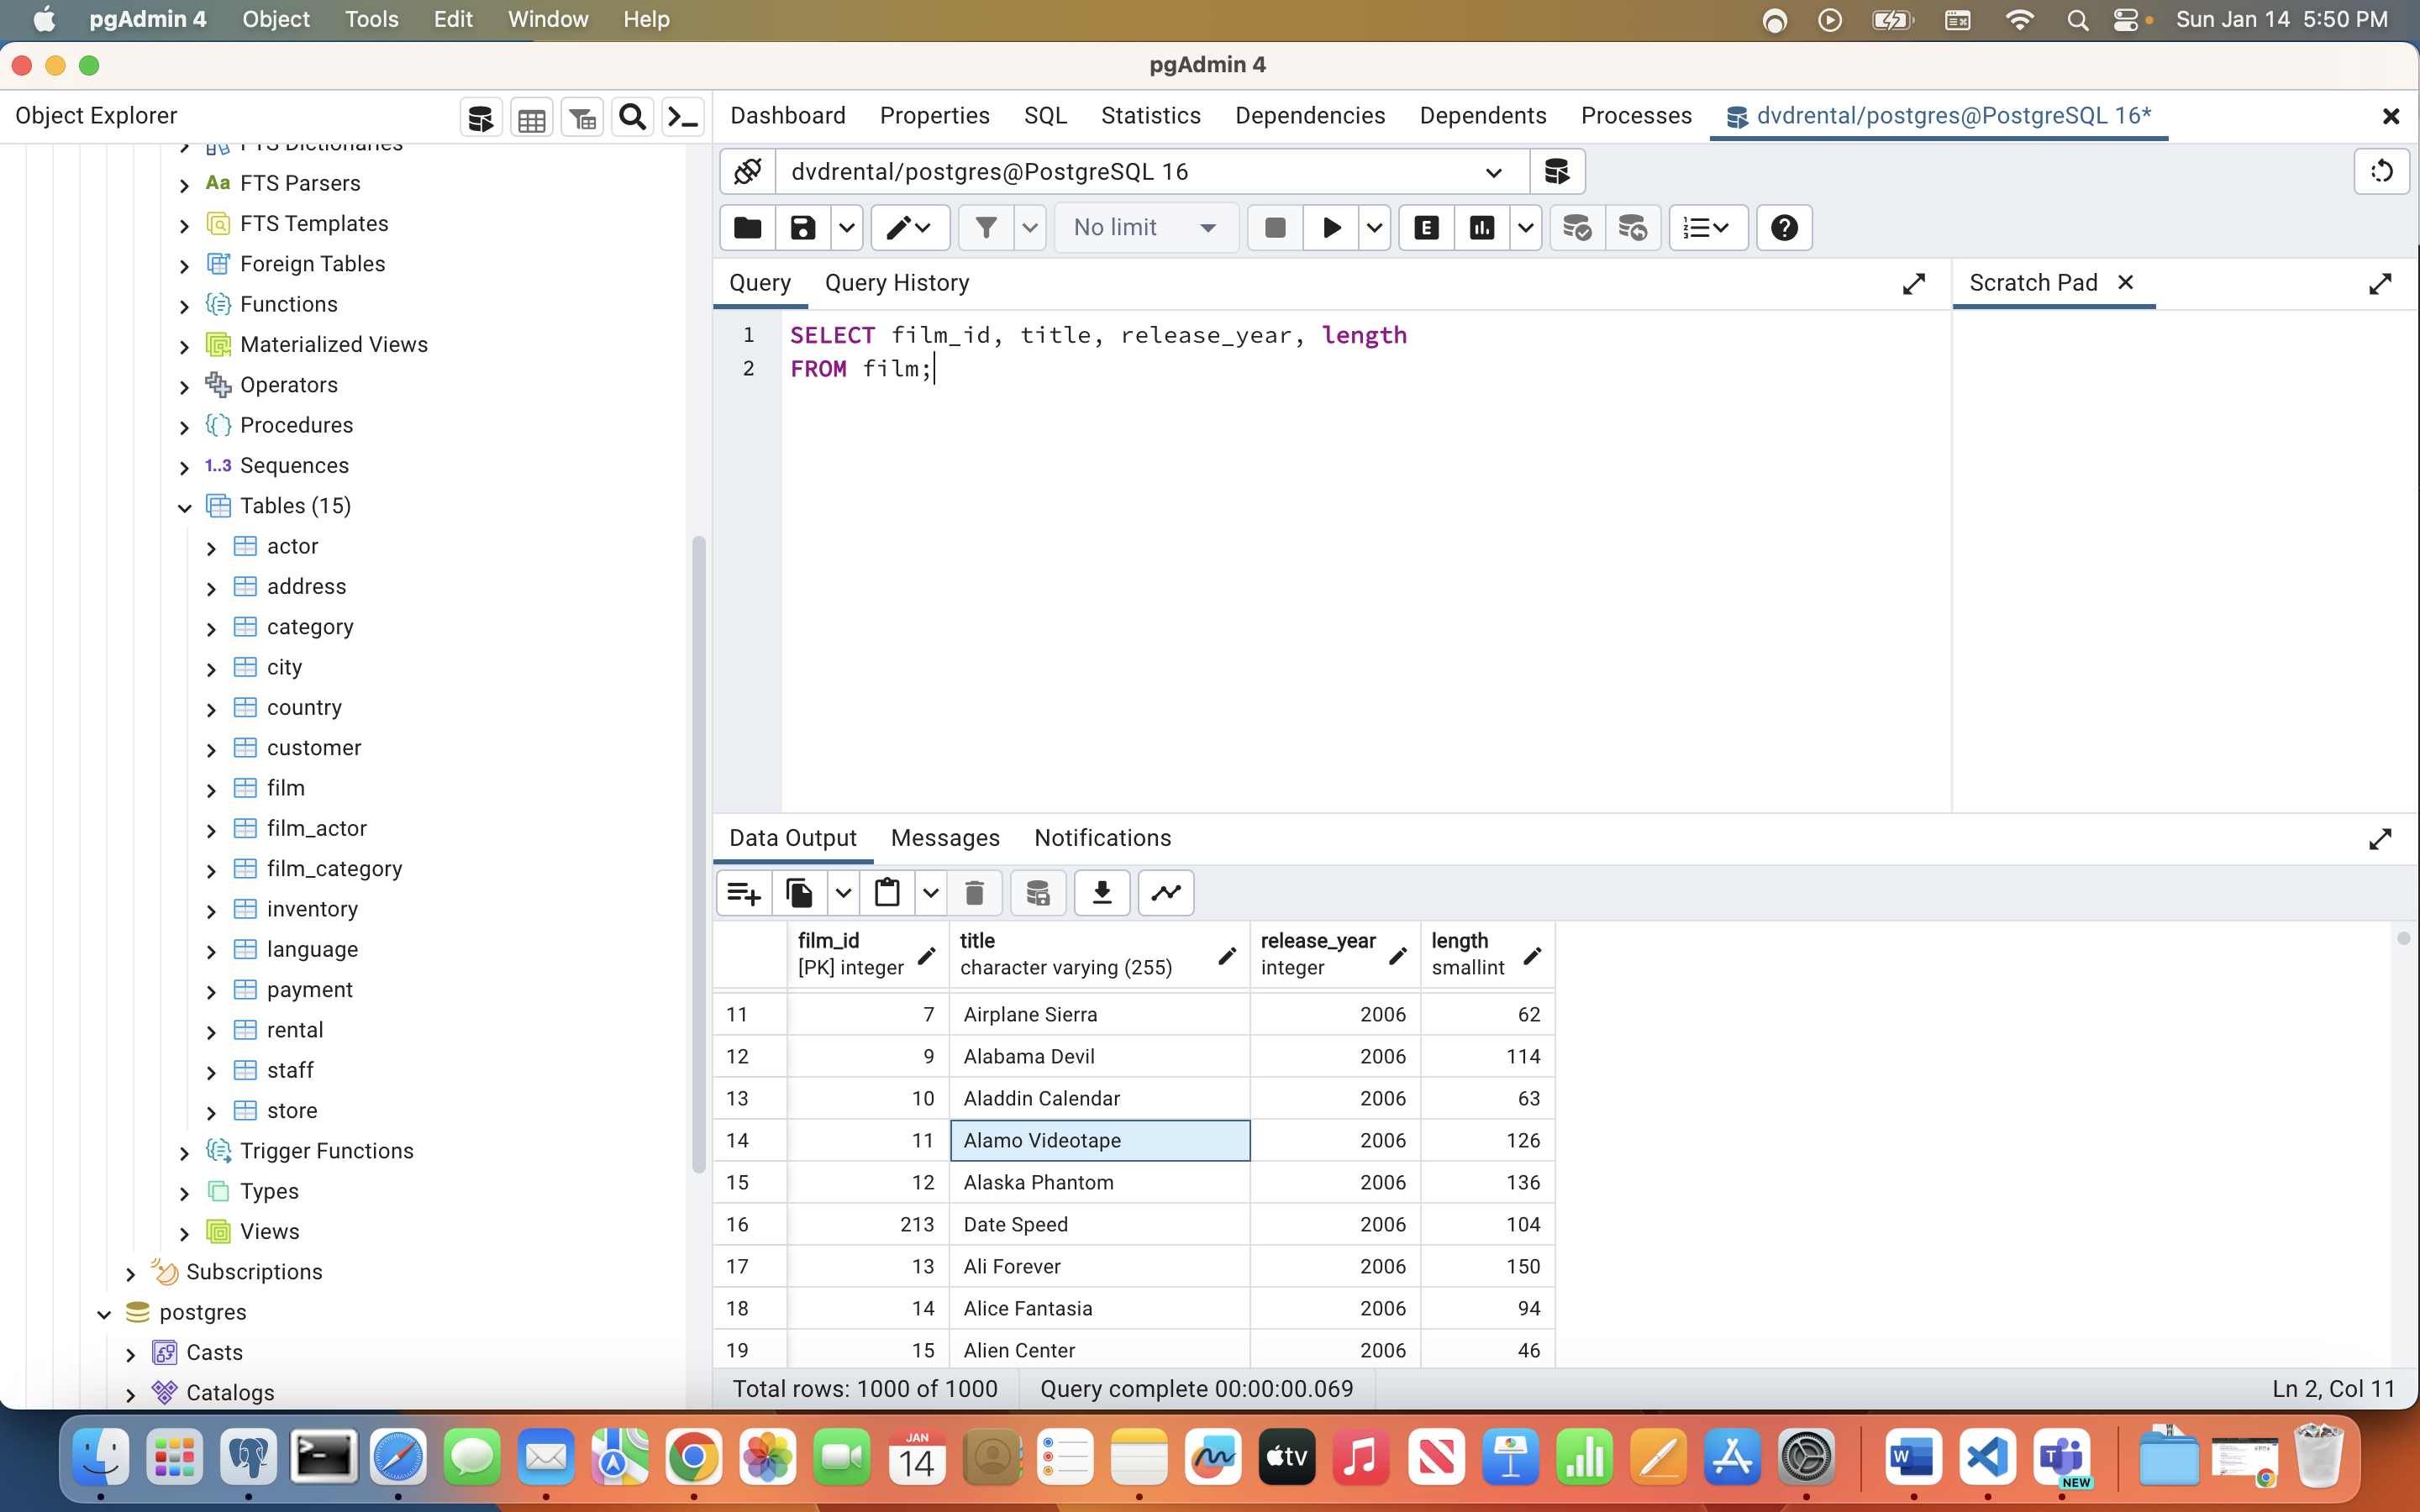 pgAdmin 4 Object Tools Edit Window Help Sun Jan 14 5:50 PM
pgAdmin 4
Object Explorer
Dashboard Properties SQL Statistics Dependencies Dependents Processes dvdrental/postgres@PostgreSQL 16*
FTS Dictionaries
Aa FTS Parsers
FTS Templates
Foreign Tables
Functions
Materialized Views
Operators
Procedures
1..3 Sequences
Tables (15)
actor
address
category
city
country
customer
film
film_actor
film_category
inventory
language
payment
rental
staff
store
Trigger Functions
Types
Views
Subscriptions
postgres
Casts
Catalogs
dvdrental/postgres@PostgreSQL 16
No limit E
Query Query History Scratch Pad
1 SELECT film_id, title, release_year, length
2 FROM film;
Data Output Messages Notifications
film_id title release_year length
[PK] integer character varying (255) integer smallint
11 7 Airplane Sierra 2006 62
12 9 Alabama Devil 2006 114
13 10 Aladdin Calendar 2006 63
14 11 Alamo Videotape 2006 126
15 12 Alaska Phantom 2006 136
16 213 Date Speed 2006 104
17 13 Ali Forever 2006 150
18 14 Alice Fantasia 2006 94
19 15 Alien Center 2006 46
Total rows: 1000 of 1000 Query complete 00:00:00.069 Ln 2, Col 11
JAN
14
tv
W
T
NEW